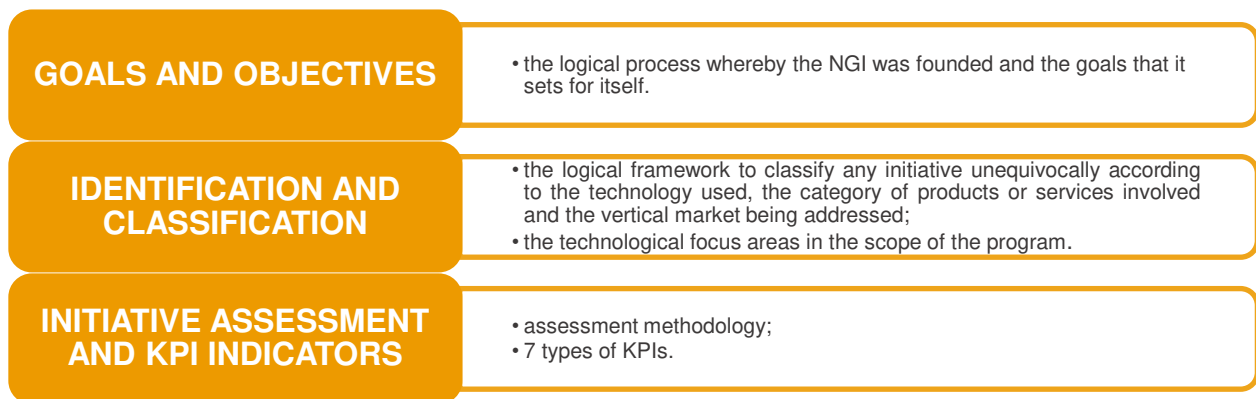 GOALS AND OBJECTIVES
• the logical process whereby the NGI was founded and the goals that it
sets for itself.
IDENTIFICATION AND
CLASSIFICATION
• the logical framework to classify any initiative unequivocally according
to the technology used, the category of products or services involved
and the vertical market being addressed;
• the technological focus areas in the scope of the program.
INITIATIVE ASSESSMENT
AND KPI INDICATORS
• assessment methodology;
• 7 types of KPIs.